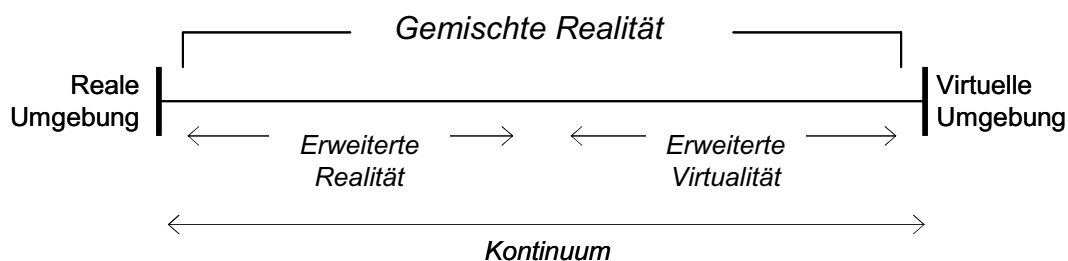 Gemischte Realität
Reale
Umgebung
Virtuelle
Umgebung
Erweiterte
Realität
Erweiterte
Virtualität
Kontinuum